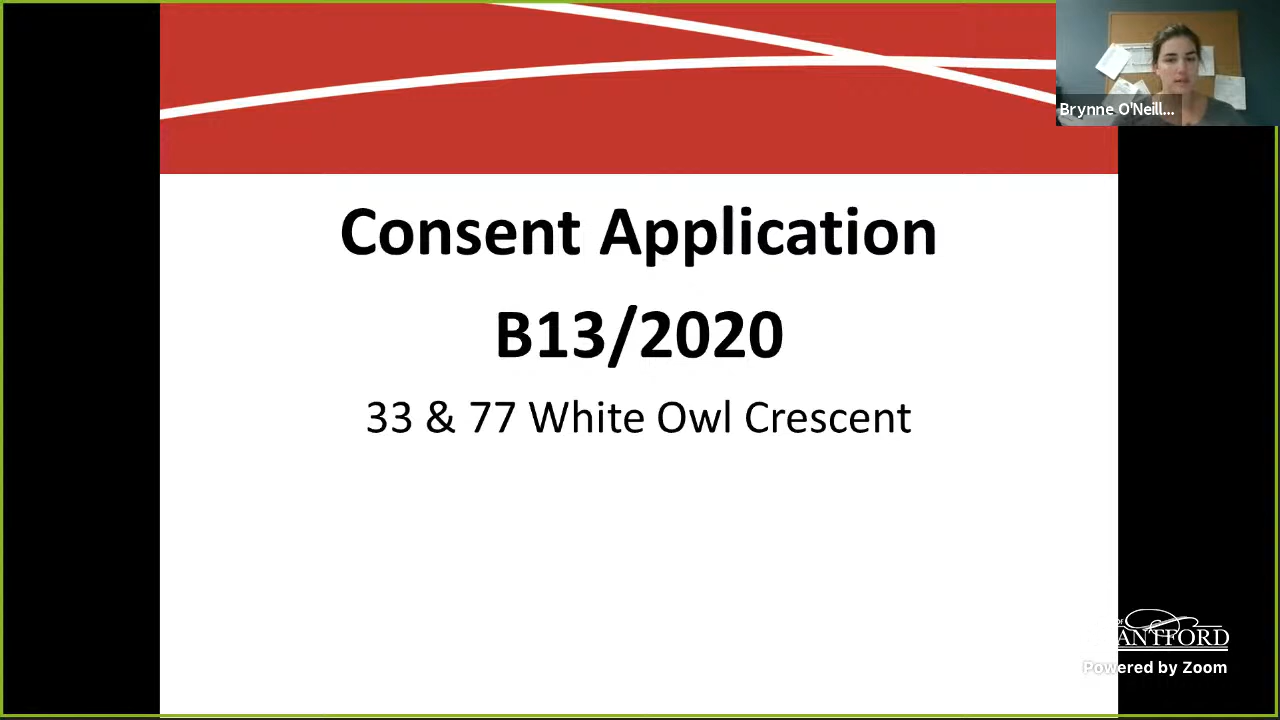 Brynne O'Neill...
Consent Application
B13/2020
33 & 77 White Owl Crescent
Powered by Zoom